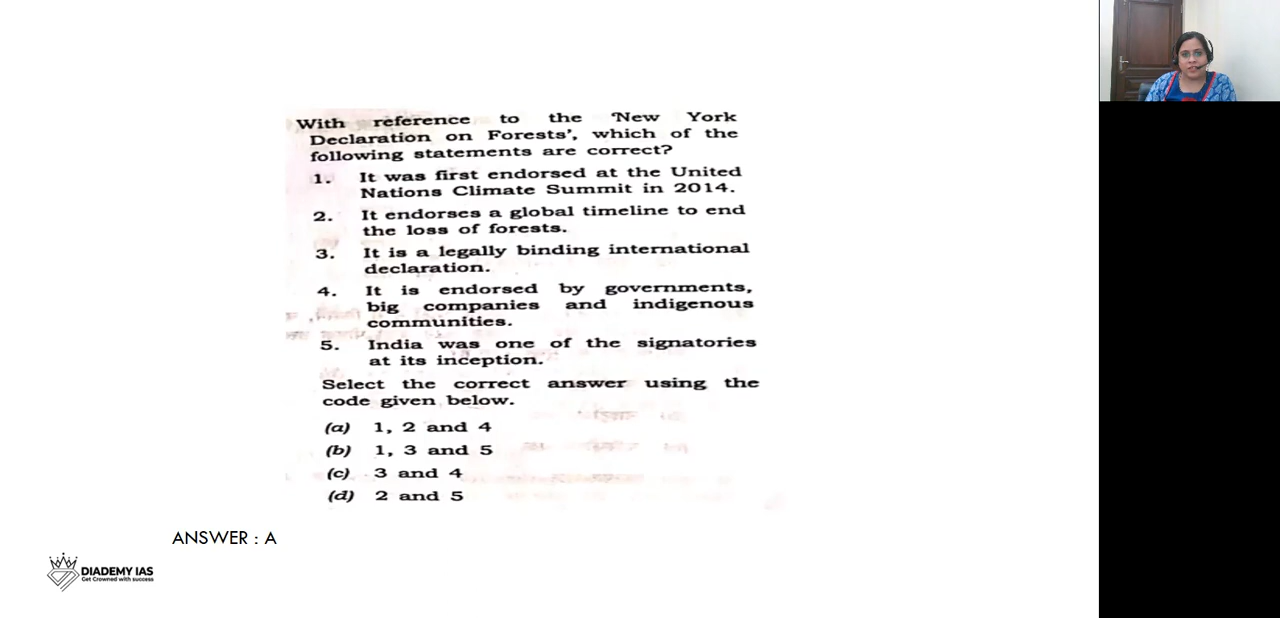 With reference to the 'New York
Declaration on Forests', which of the
following statements are correct?
1. It was first endorsed at the United
Nations Climate Summit in 2014.
2. It endorses a global timeline to end
the loss of forests.
3. It is a legally binding international
declaration.
4. It is endorsed by governments,
big companies and indigenous
communities.
5. India was one of the signatories
at its inception.
Select the correct answer using the
code given below.
(a) 1, 2 and 4
(b) 1, 3 and 5
(c) 3 and 4
(d) 2 and 5
ANSWER : A
DIADEMY IAS
Get Crowned with success